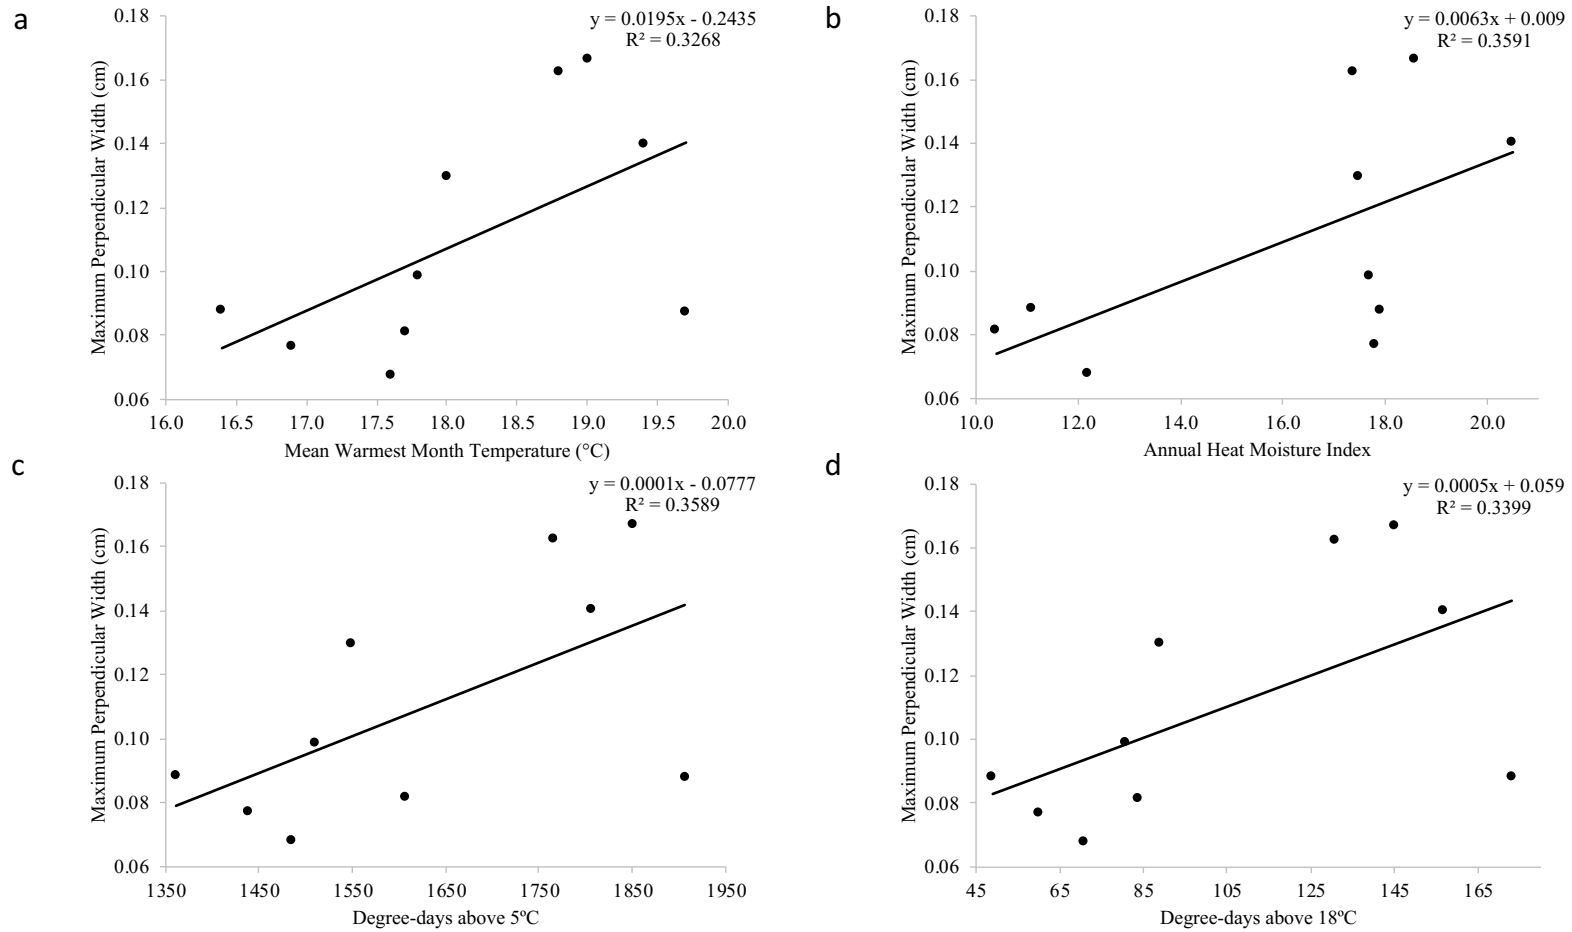 a
y = 0.0195x - 0.2435
R² = 0.3268
Maximum Perpendicular Width (cm)
0.18
0.16
0.14
0.12
0.10
0.08
0.06
16.0 16.5 17.0 17.5 18.0 18.5 19.0 19.5 20.0
Mean Warmest Month Temperature (°C)
b
y = 0.0063x + 0.009
R² = 0.3591
Maximum Perpendicular Width (cm)
0.18
0.16
0.14
0.12
0.10
0.08
0.06
10.0 12.0 14.0 16.0 18.0 20.0
Annual Heat Moisture Index
c
y = 0.0001x - 0.0777
R² = 0.3589
Maximum Perpendicular Width (cm)
0.18
0.16
0.14
0.12
0.10
0.08
0.06
1350 1450 1550 1650 1750 1850 1950
Degree-days above 5ºC
d
y = 0.0005x + 0.059
R² = 0.3399
Maximum Perpendicular Width (cm)
0.18
0.16
0.14
0.12
0.10
0.08
0.06
45 65 85 105 125 145 165
Degree-days above 18ºC